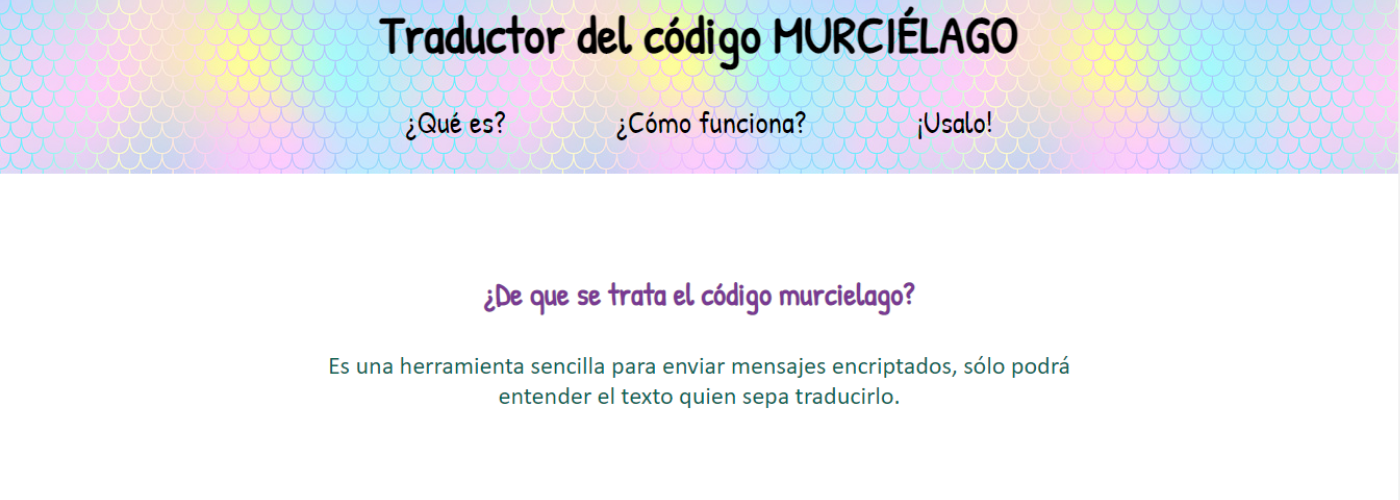 Traductor del código MURCIÉLAGO
¿Qué es? ¿Cómo funciona? ¡Usalo!
¿De que se trata el código murcielago?
Es una herramienta sencilla para enviar mensajes encriptados, sólo podrá
entender el texto quien sepa traducirlo.